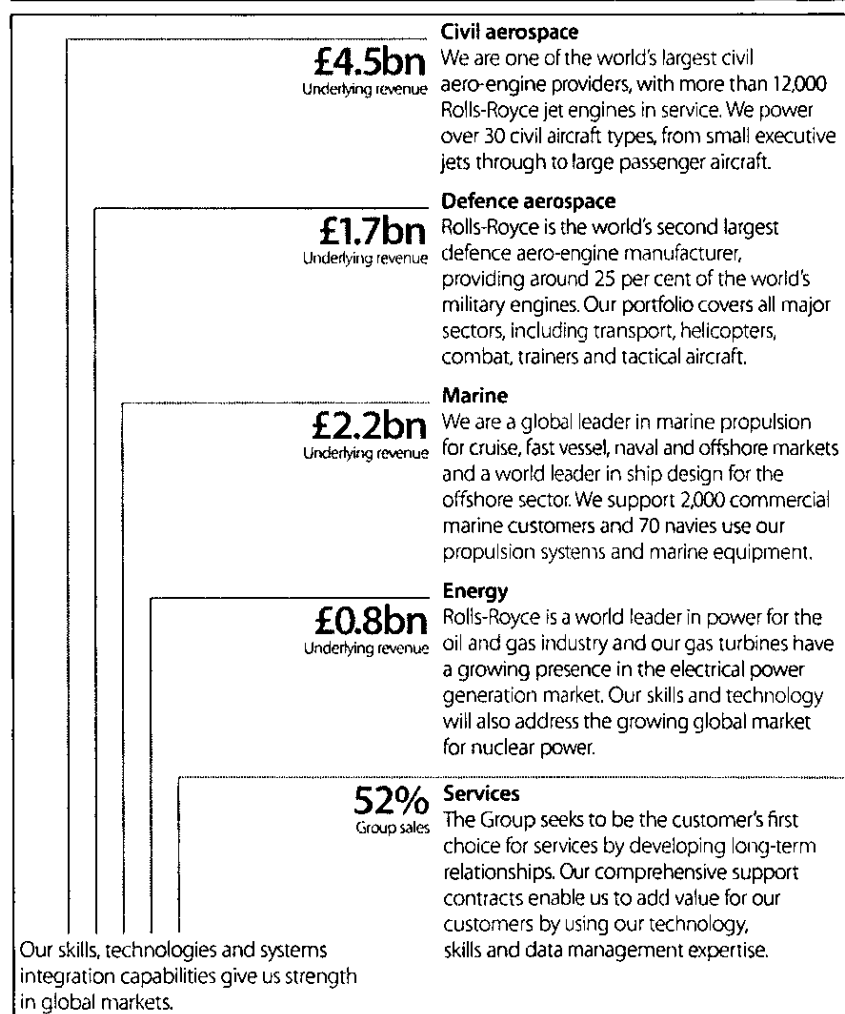 Civil aerospace
£4.5bn
Underlying revenue
We are one of the world's largest civil
aero-engine providers, with more than 12,000
Rolls-Royce jet engines in service. We power
over 30 civil aircraft types, from small executive
jets through to large passenger aircraft.
Defence aerospace
£1.7bn
Underlying revenue
Rolls-Royce is the world's second largest
defence aero-engine manufacturer,
providing around 25 per cent of the world's
military engines. Our portfolio covers all major
sectors, including transport, helicopters,
combat, trainers and tactical aircraft.
Marine
£2.2bn
Underlying revenue
We are a global leader in marine propulsion
for cruise, fast vessel, naval and offshore markets
and a world leader in ship design for the
offshore sector. We support 2,000 commercial
marine customers and 70 navies use our
propulsion systems and marine equipment.
Energy
£0.8bn
Underlying revenue
Rolls-Royce is a world leader in power for the
oil and gas industry and our gas turbines have
a growing presence in the electrical power
generation market. Our skills and technology
will also address the growing global market
for nuclear power.
52%
Group sales
Services
The Group seeks to be the customer's first
choice for services by developing long-term
relationships. Our comprehensive support
contracts enable us to add value for our
customers by using our technology,
skills and data management expertise.
Our skills, technologies and systems
integration capabilities give us strength
in global markets.